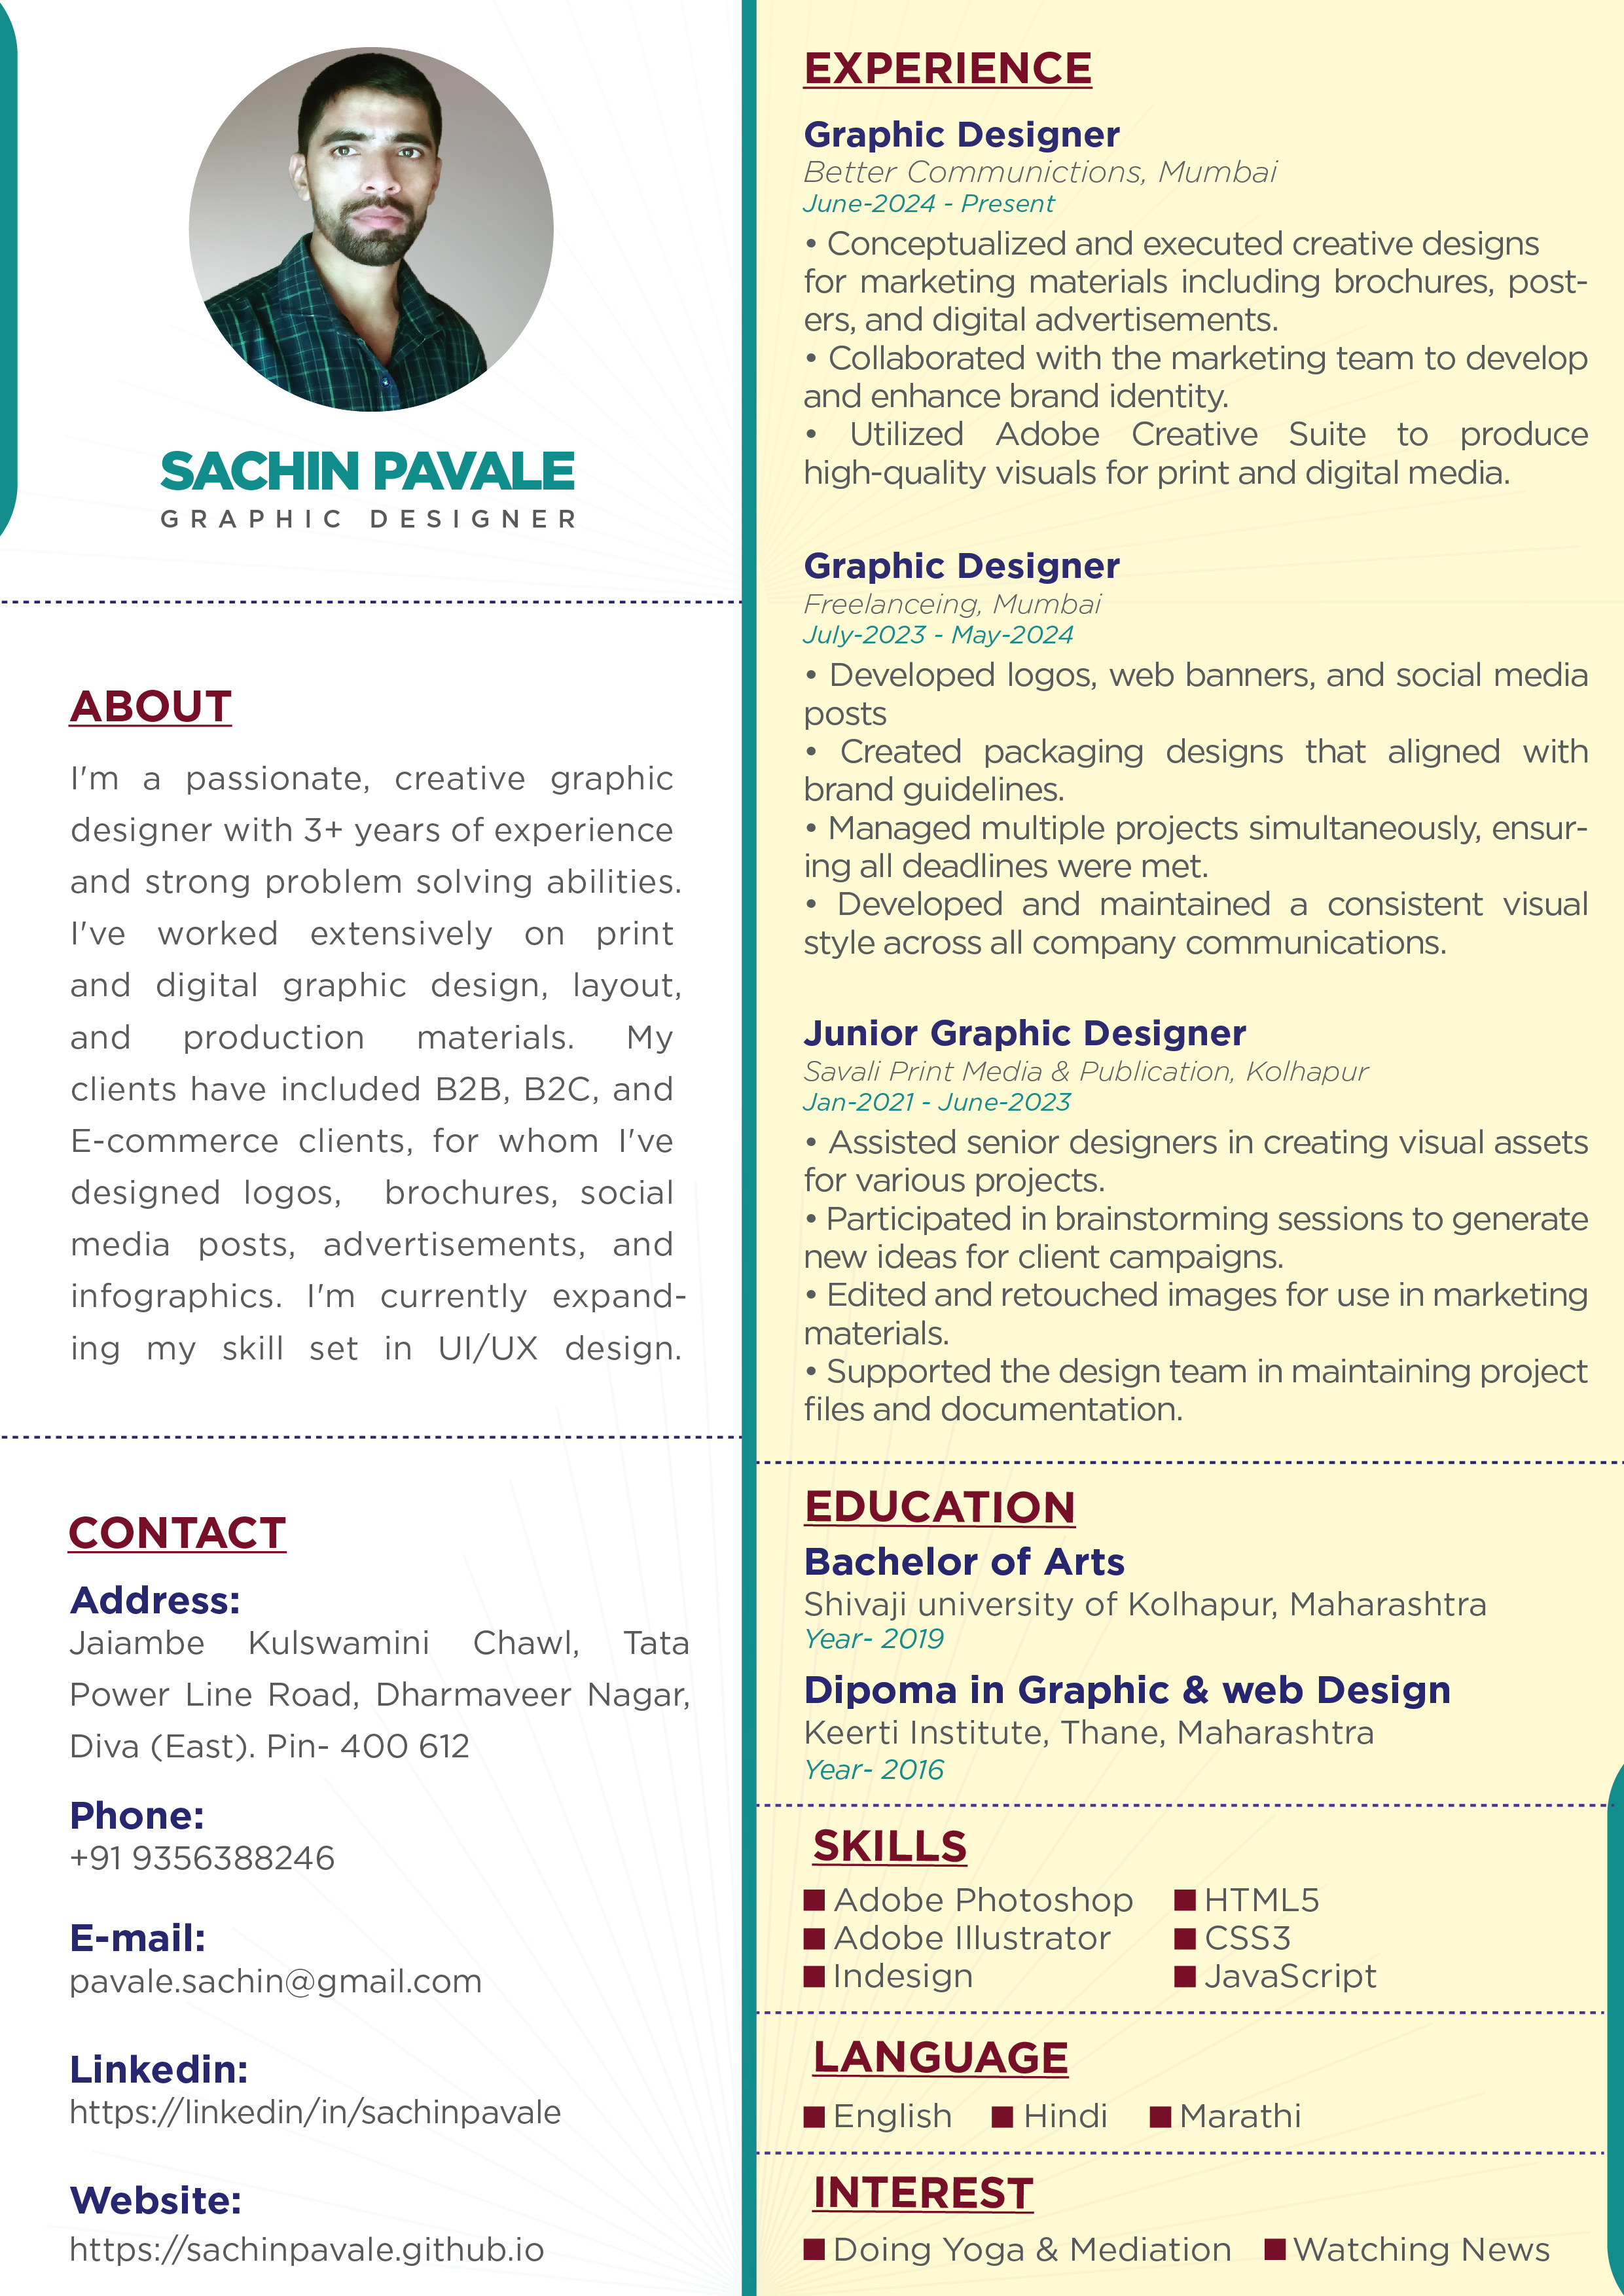 SACHIN PAVALE
GRAPHIC DESIGNER
ABOUT
I'm a passionate, creative graphic
designer with 3+ years of experience
and strong problem solving abilities.
I've worked extensively on print
and digital graphic design, layout,
and production materials. My
clients have included B2B, B2C, and
E-commerce clients, for whom I've
designed logos, brochures, social
media posts, advertisements, and
infographics. I'm currently expand-
ing my skill set in UI/UX design.
CONTACT
Address:
Jaiambe Kulswamini Chawl, Tata
Power Line Road, Dharmaveer Nagar,
Diva (East). Pin- 400 612
Phone:
+91 9356388246
E-mail:
pavale.sachin@gmail.com
Linkedin:
https://linkedin/in/sachinpavale
Website:
https://sachinpavale.github.io
EXPERIENCE
Graphic Designer
Better Communictions, Mumbai
June-2024 - Present
• Conceptualized and executed creative designs
for marketing materials including brochures, post-
ers, and digital advertisements.
• Collaborated with the marketing team to develop
and enhance brand identity.
• Utilized Adobe Creative Suite to produce
high-quality visuals for print and digital media.
Graphic Designer
Freelanceing, Mumbai
July-2023 - May-2024
• Developed logos, web banners, and social media
posts
• Created packaging designs that aligned with
brand guidelines.
• Managed multiple projects simultaneously, ensur-
ing all deadlines were met.
• Developed and maintained a consistent visual
style across all company communications.
Junior Graphic Designer
Savali Print Media & Publication, Kolhapur
Jan-2021 - June-2023
• Assisted senior designers in creating visual assets
for various projects.
• Participated in brainstorming sessions to generate
new ideas for client campaigns.
• Edited and retouched images for use in marketing
materials.
• Supported the design team in maintaining project
files and documentation.
EDUCATION
Bachelor of Arts
Shivaji university of Kolhapur, Maharashtra
Year- 2019
Dipoma in Graphic & web Design
Keerti Institute, Thane, Maharashtra
Year- 2016
SKILLS
Adobe Photoshop HTML5
Adobe Illustrator CSS3
Indesign JavaScript
LANGUAGE
English Hindi Marathi
INTEREST
Doing Yoga & Mediation Watching News